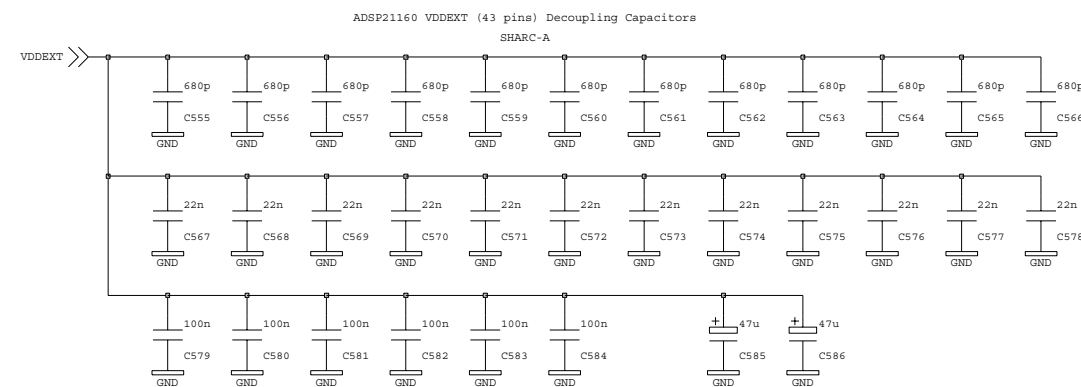 ADSP21160 VDDEXT (43 pins) Decoupling Capacitors
SHARC-A
VDDEXT
680p 680p 680p 680p 680p 680p 680p 680p 680p 680p 680p 680p
C555 C556 C557 C558 C559 C560 C561 C562 C563 C564 C565 C566
GND GND GND GND GND GND GND GND GND GND GND GND
22n 22n 22n 22n 22n 22n 22n 22n 22n 22n 22n 22n
C567 C568 C569 C570 C571 C572 C573 C574 C575 C576 C577 C578
GND GND GND GND GND GND GND GND GND GND GND GND
100n 100n 100n 100n 100n 100n + 47u + 47u
C579 C580 C581 C582 C583 C584 C585 C586
GND GND GND GND GND GND GND GND